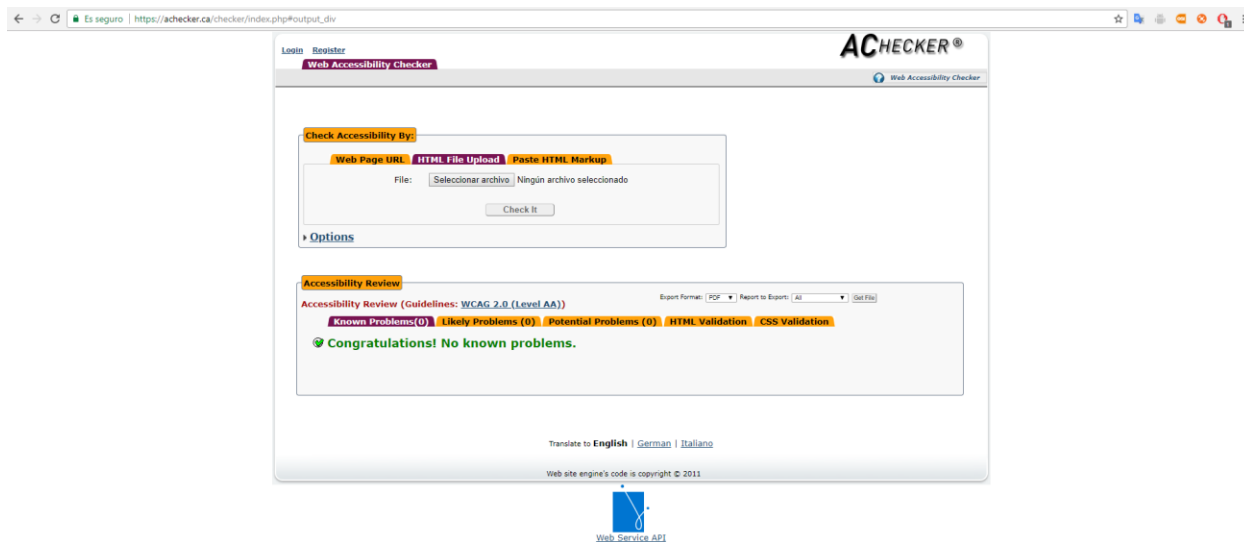 Es seguro | https://achecker.ca/checker/index.php#output_div
Login Register
ACHECKER ®
Web Accessibility Checker
Web Accessibility Checker
Check Accessibility By:
Web Page URL HTML File Upload Paste HTML Markup
File: Seleccionar archivo Ningún archivo seleccionado
Check It
Options
Accessibility Review
Export Format: PDF Report to Export: All Get File
Accessibility Review (Guidelines: WCAG 2.0 (Level AA))
Known Problems(0) Likely Problems (0) Potential Problems (0) HTML Validation CSS Validation
Congratulations! No known problems.
Translate to English | German | Italiano
Web site engine's code is copyright © 2011
Web Service API